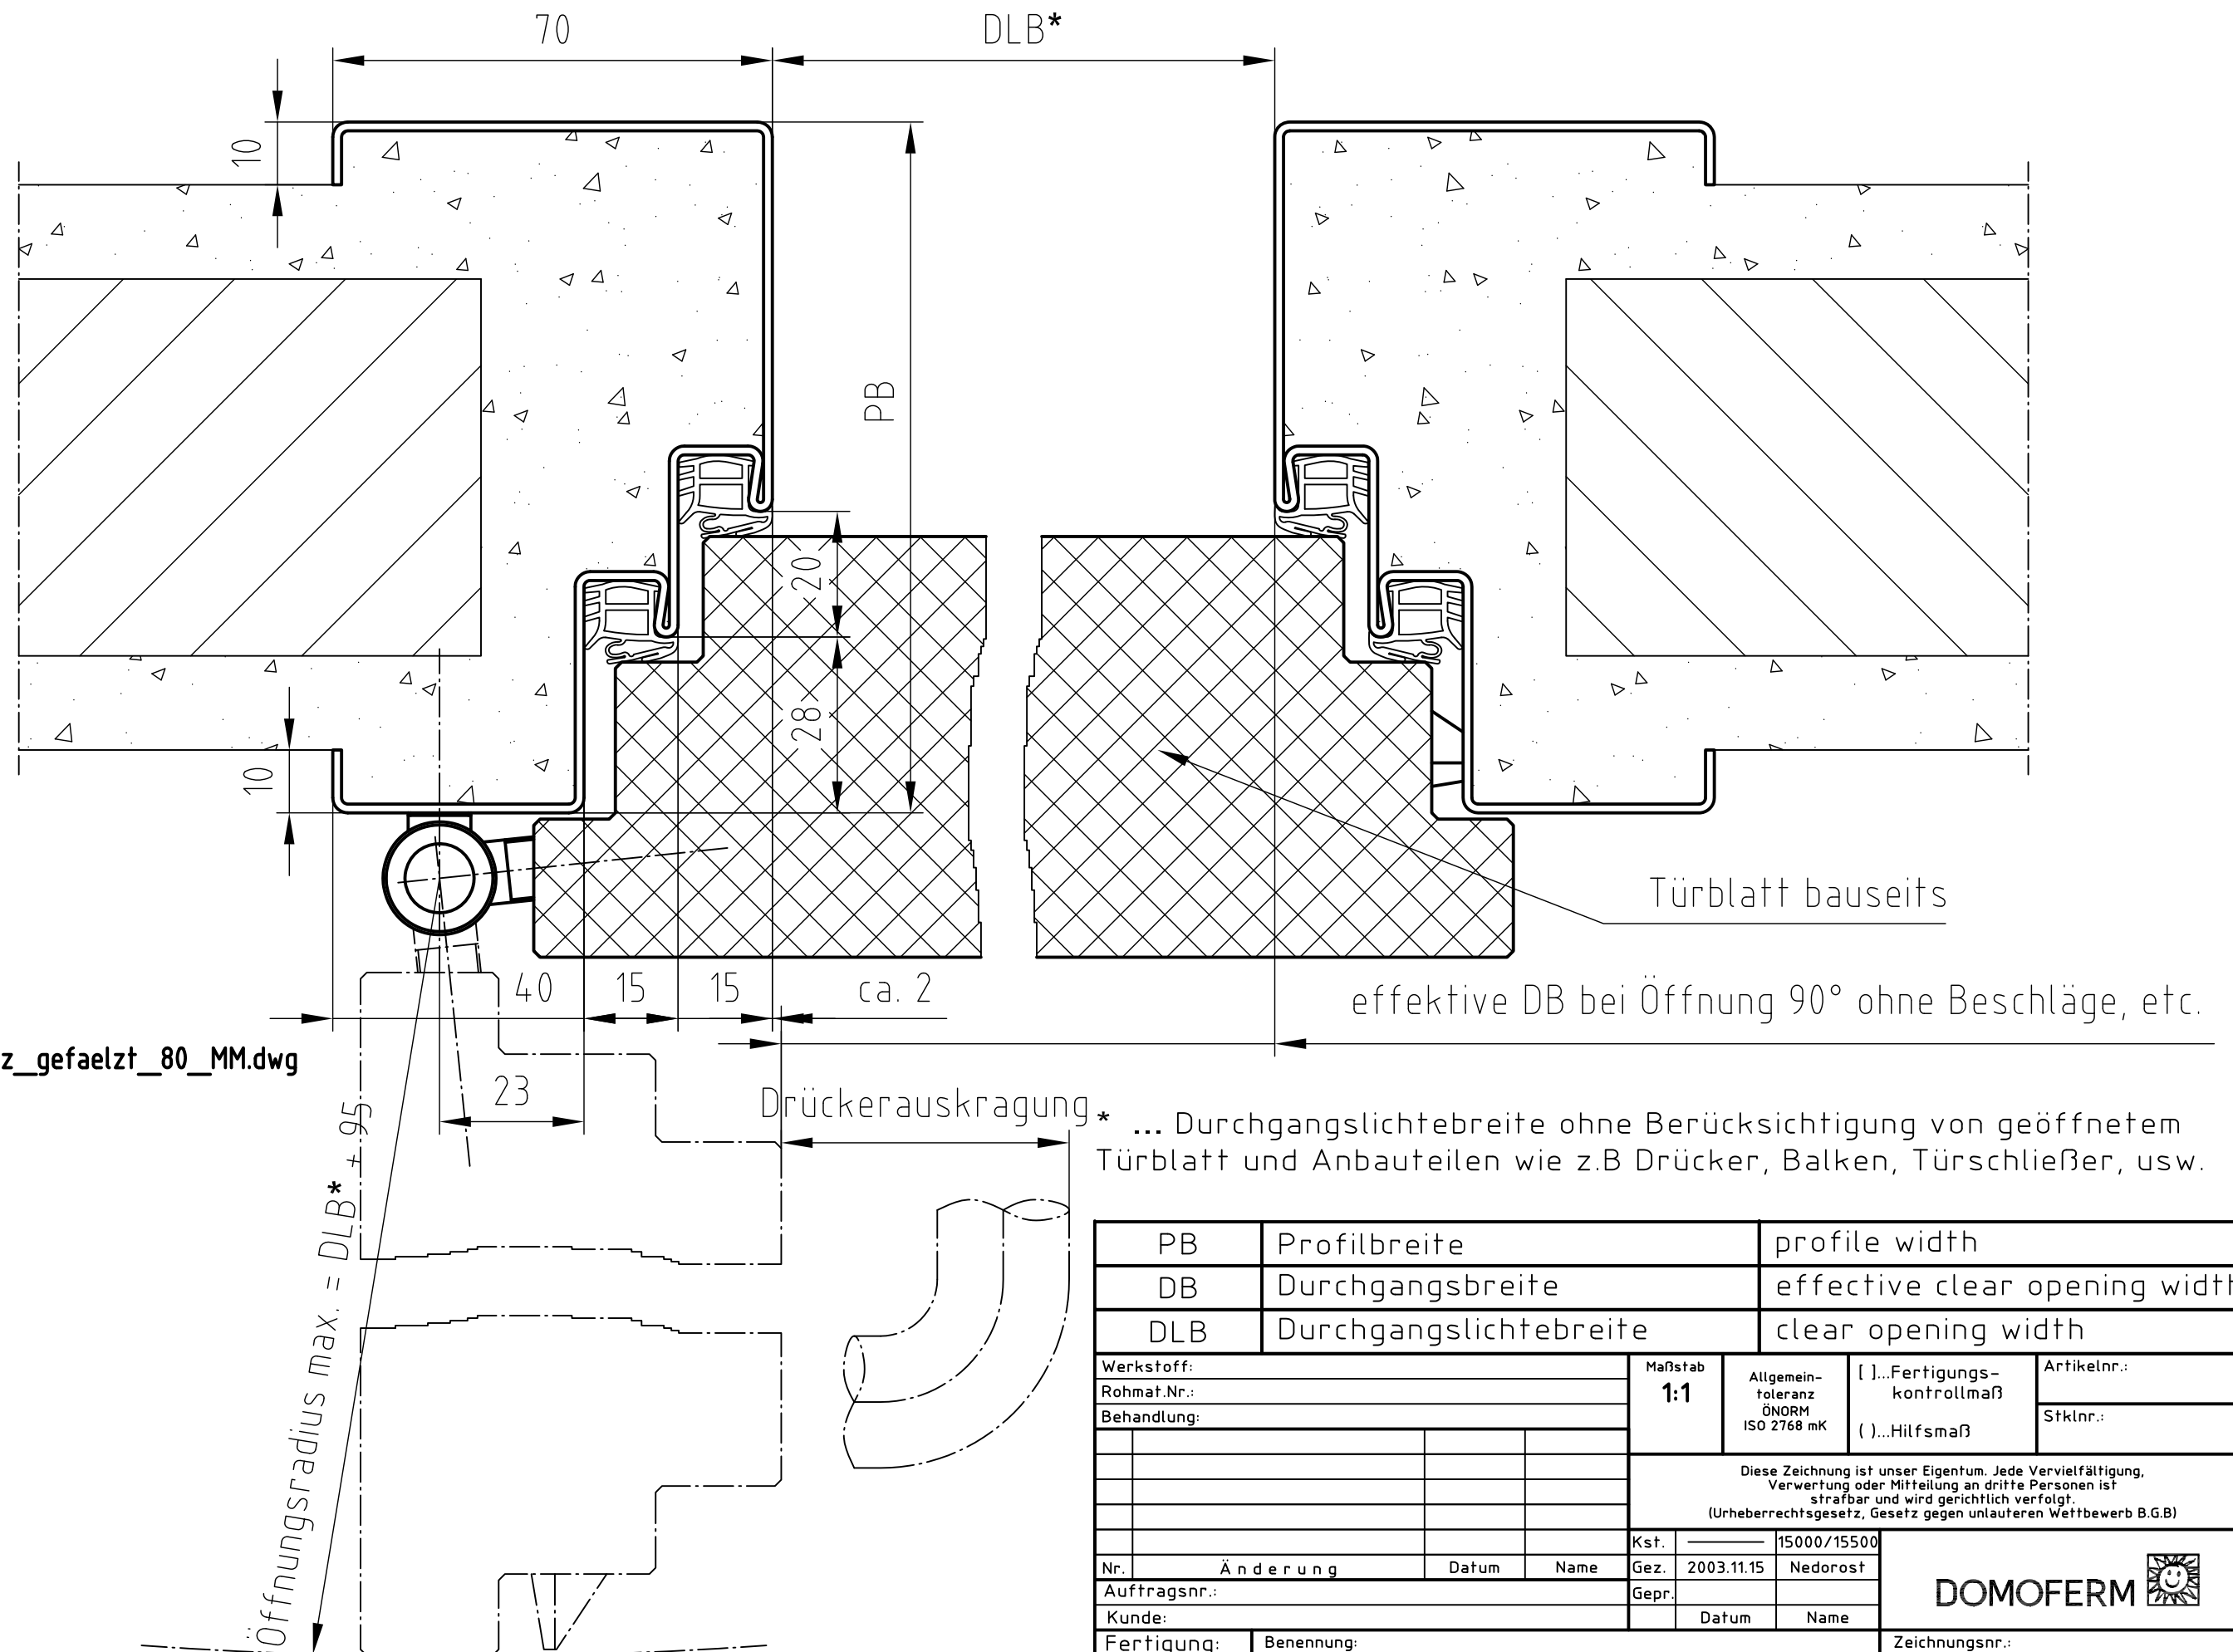 70
DLB*
10
PB
20
28
10
Türblatt bauseits
40
15
15
ca. 2
effektive DB bei Öffnung 90° ohne Beschläge, etc.
z_gefaelzt_80_MM.dwg
23
Drückerauskragung
* ... Durchgangslichtebreite ohne Berücksichtigung von geöffnetem
Türblatt und Anbauteilen wie z.B Drücker, Balken, Türschließer, usw.
Öffnungsradius max. = DLB* + 95
PB Profilbreite profile width
DB Durchgangsbreite effective clear opening width
DLB Durchgangslichtebreite clear opening width
Werkstoff:
Rohmat.Nr.:
Behandlung:
Maßstab
1:1
Allgemein-
toleranz
ÖNORM
ISO 2768 mK
[ ]...Fertigungs-
kontrollmaß
( )...Hilfsmaß
Artikelnr.:
Stklnr.:
Diese Zeichnung ist unser Eigentum. Jede Vervielfältigung,
Verwertung oder Mitteilung an dritte Personen ist
strafbar und wird gerichtlich verfolgt.
(Urheberrechtsgesetz, Gesetz gegen unlauteren Wettbewerb B.G.B)
Kst. 15000/15500
Nr. Änderung Datum Name
Gez. 2003.11.15 Nedorost
Auftragsnr.:
Gepr.
Kunde:
Datum Name
DOMOFERM
Fertigung:
Benennung:
Zeichnungsnr.: